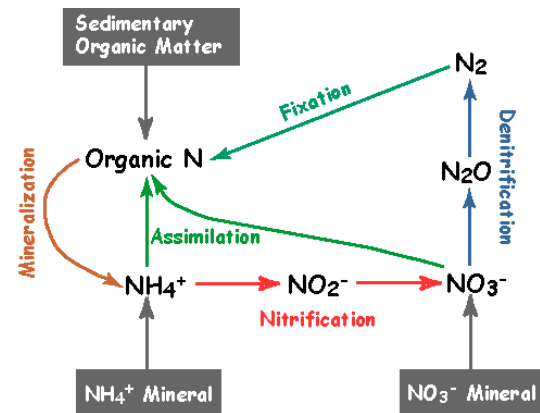 Sedimentary
Organic Matter
N₂
Fixation
Denitrification
Organic N
N₂O
Mineralization
Assimilation
NH₄⁺
NO₂⁻
NO₃⁻
Nitrification
NH₄⁺ Mineral
NO₃⁻ Mineral